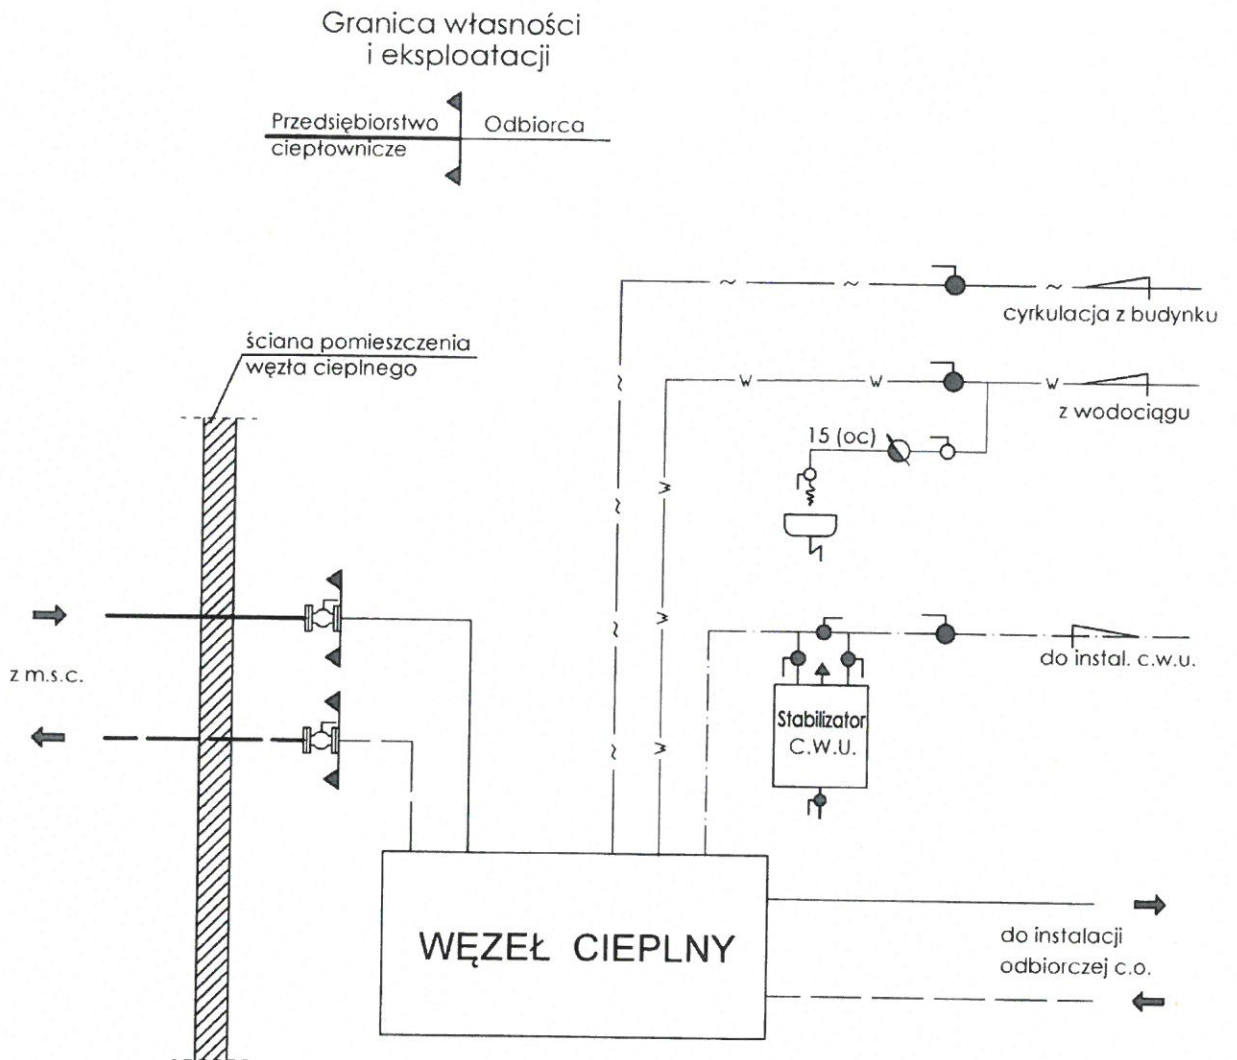 Granica własności
i eksploatacji
Przedsiębiorstwo
ciepłownicze
Odbiorca
cyrkulacja z budynku
ściana pomieszczenia
węzła cieplnego
z wodociągu
15 (oc)
do instal. c.w.u.
z m.s.c.
Stabilizator
C.W.U.
WĘZEŁ CIEPLNY
do instalacji
odbiorczej c.o.
~ ~ ~
~ ~ ~ ~
W W W
W W W